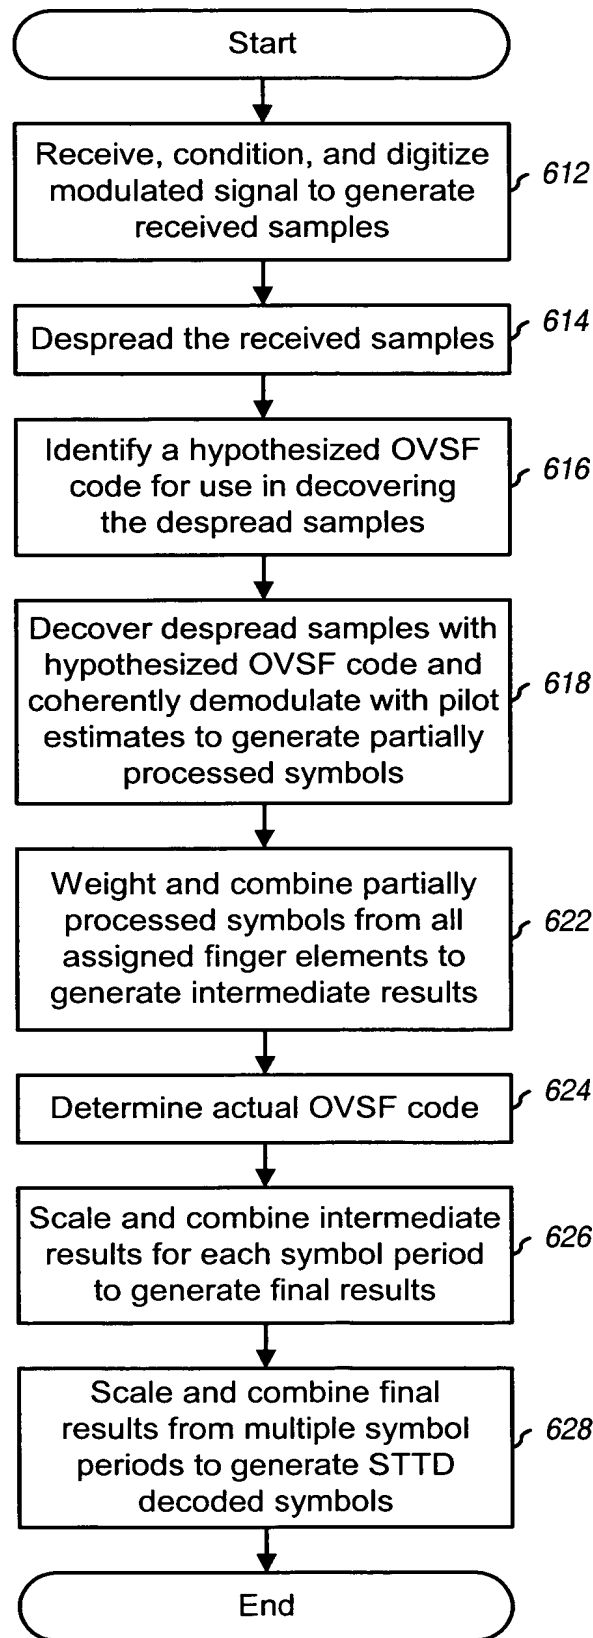 Start
Receive, condition, and digitize
modulated signal to generate
received samples
612
Despread the received samples
614
Identify a hypothesized OVSF
code for use in decovering
the despread samples
616
Decover despread samples with
hypothesized OVSF code and
coherently demodulate with pilot
estimates to generate partially
processed symbols
618
Weight and combine partially
processed symbols from all
assigned finger elements to
generate intermediate results
622
Determine actual OVSF code
624
Scale and combine intermediate
results for each symbol period
to generate final results
626
Scale and combine final
results from multiple symbol
periods to generate STTD
decoded symbols
628
End